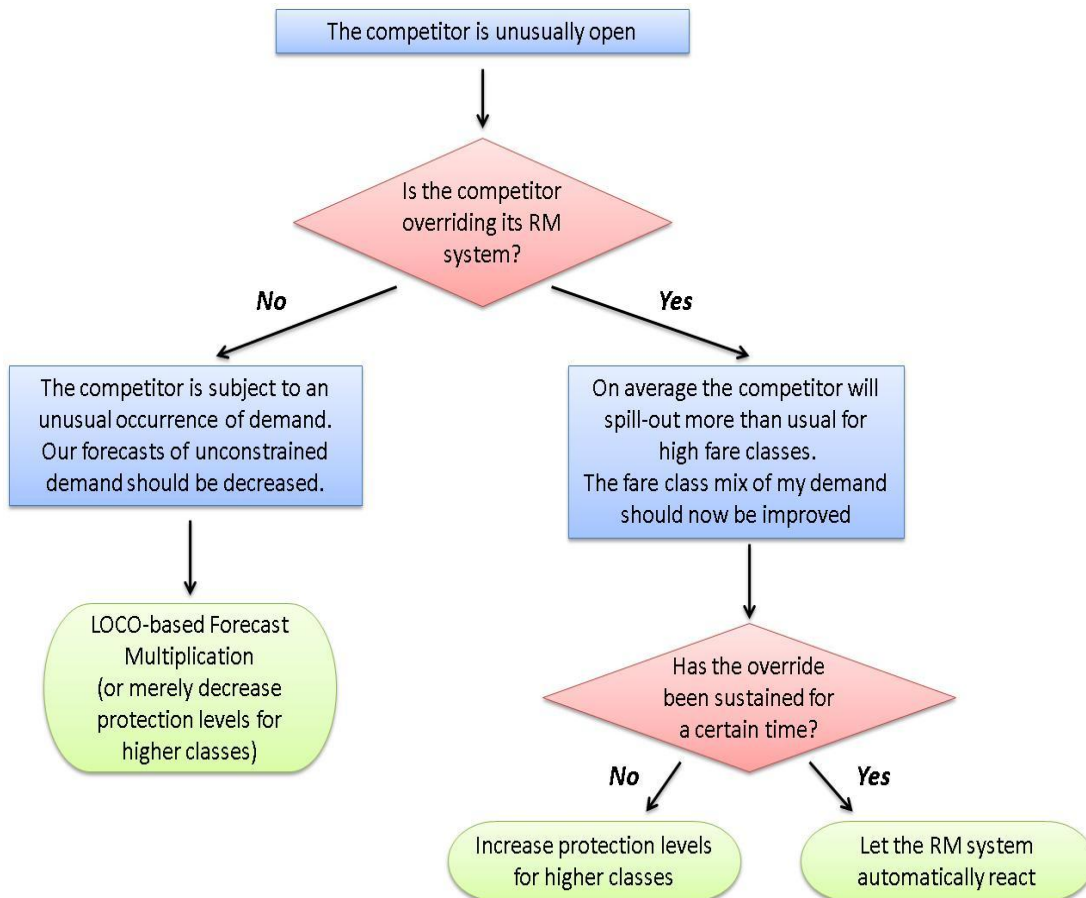 The competitor is unusually open
Is the competitor
overriding its RM
system?
No
Yes
The competitor is subject to an
unusual occurrence of demand.
Our forecasts of unconstrained
demand should be decreased.
On average the competitor will
spill-out more than usual for
high fare classes.
The fare class mix of my demand
should now be improved
LOCO-based Forecast
Multiplication
(or merely decrease
protection levels for
higher classes)
Has the override
been sustained for
a certain time?
No
Yes
Increase protection levels
for higher classes
Let the RM system
automatically react